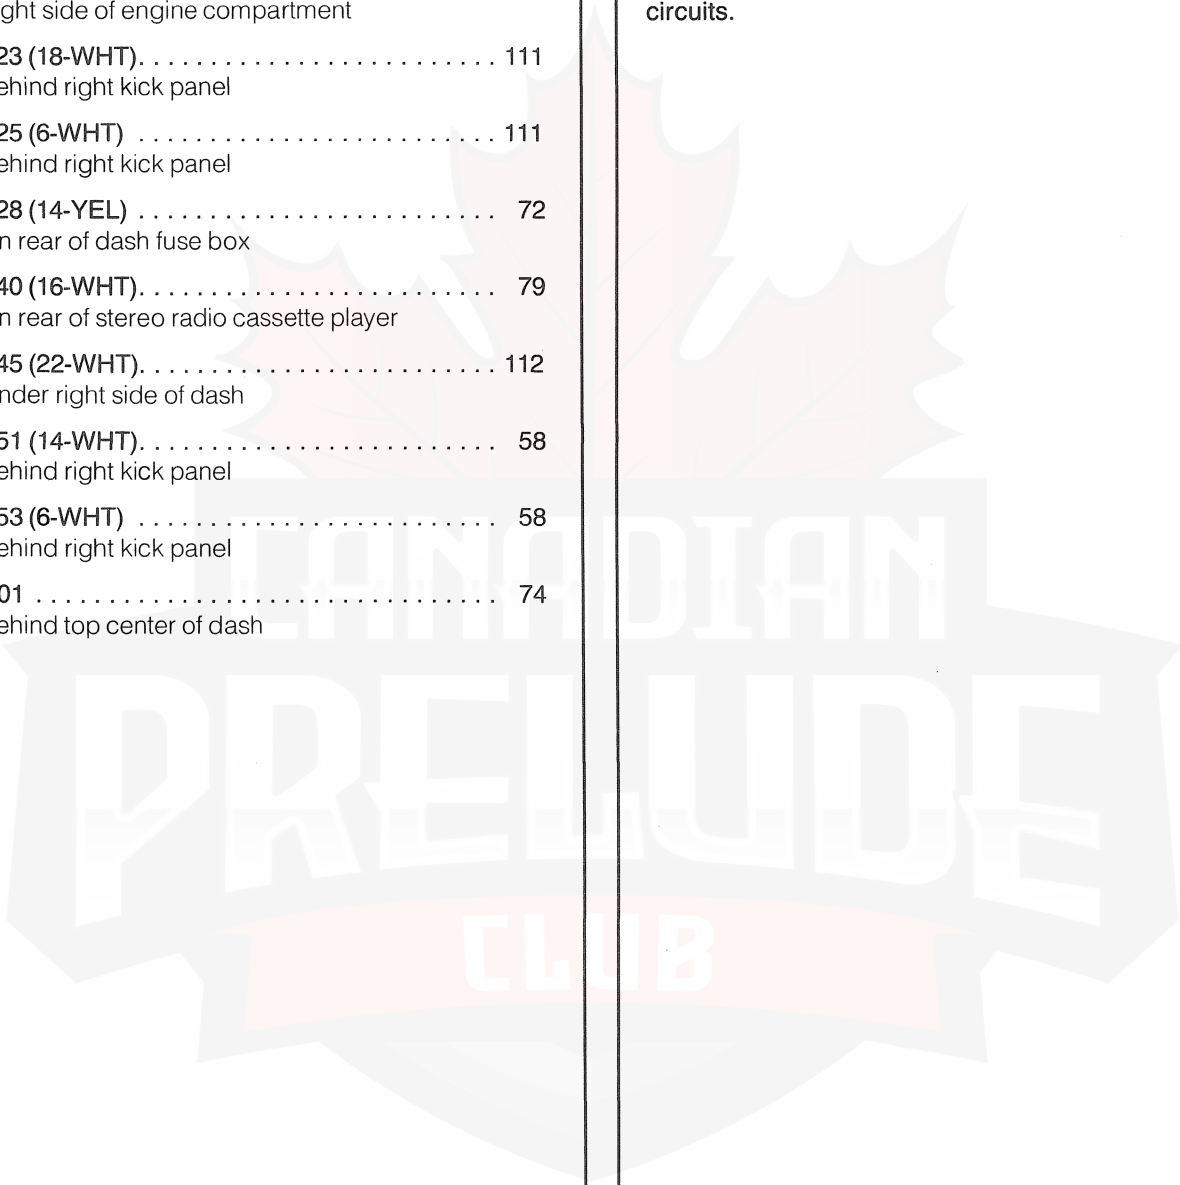 ght side of engine compartment
23 (18-WHT). . . . . . . . . . . . . . . . . . . . . . . . . 111
ehind right kick panel
25 (6-WHT) . . . . . . . . . . . . . . . . . . . . . . . . . 111
ehind right kick panel
28 (14-YEL) . . . . . . . . . . . . . . . . . . . . . . . . . 72
n rear of dash fuse box
40 (16-WHT). . . . . . . . . . . . . . . . . . . . . . . . . 79
n rear of stereo radio cassette player
45 (22-WHT). . . . . . . . . . . . . . . . . . . . . . . . . 112
nder right side of dash
51 (14-WHT). . . . . . . . . . . . . . . . . . . . . . . . . 58
ehind right kick panel
53 (6-WHT) . . . . . . . . . . . . . . . . . . . . . . . . . 58
ehind right kick panel
01 . . . . . . . . . . . . . . . . . . . . . . . . . . . . . . . . 74
ehind top center of dash
circuits.
CANADIAN
PRELUDE
CLUB